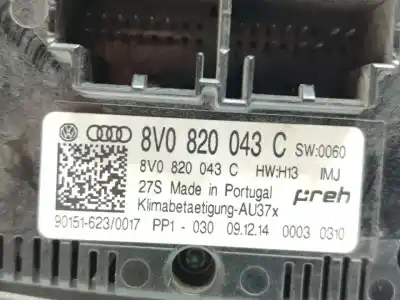 8V0 820 043 C SW:0060
8V0 820 043 C HW:H13 IMJ
27S Made in Portugal preh
Klimabetaetigung-AU37x
90151-623/0017 PP1 - 030 09.12.14 0003 0310